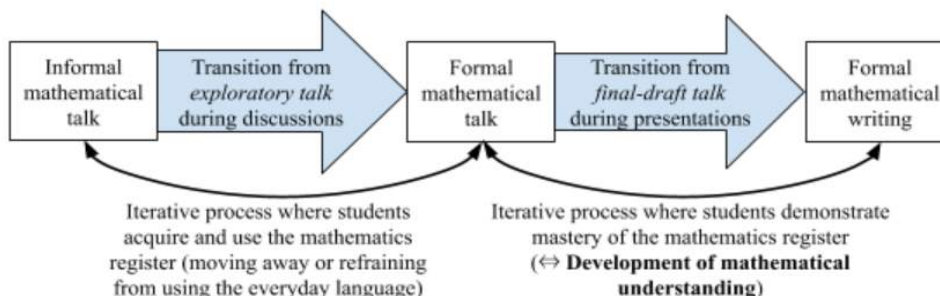 Informal
mathematical
talk
Transition from
exploratory talk
during discussions
Formal
mathematical
talk
Transition from
final-draft talk
during presentations
Formal
mathematical
writing
Iterative process where students
acquire and use the mathematics
register (moving away or refraining
from using the everyday language)
Iterative process where students demonstrate
mastery of the mathematics register
(⇔ Development of mathematical
understanding)